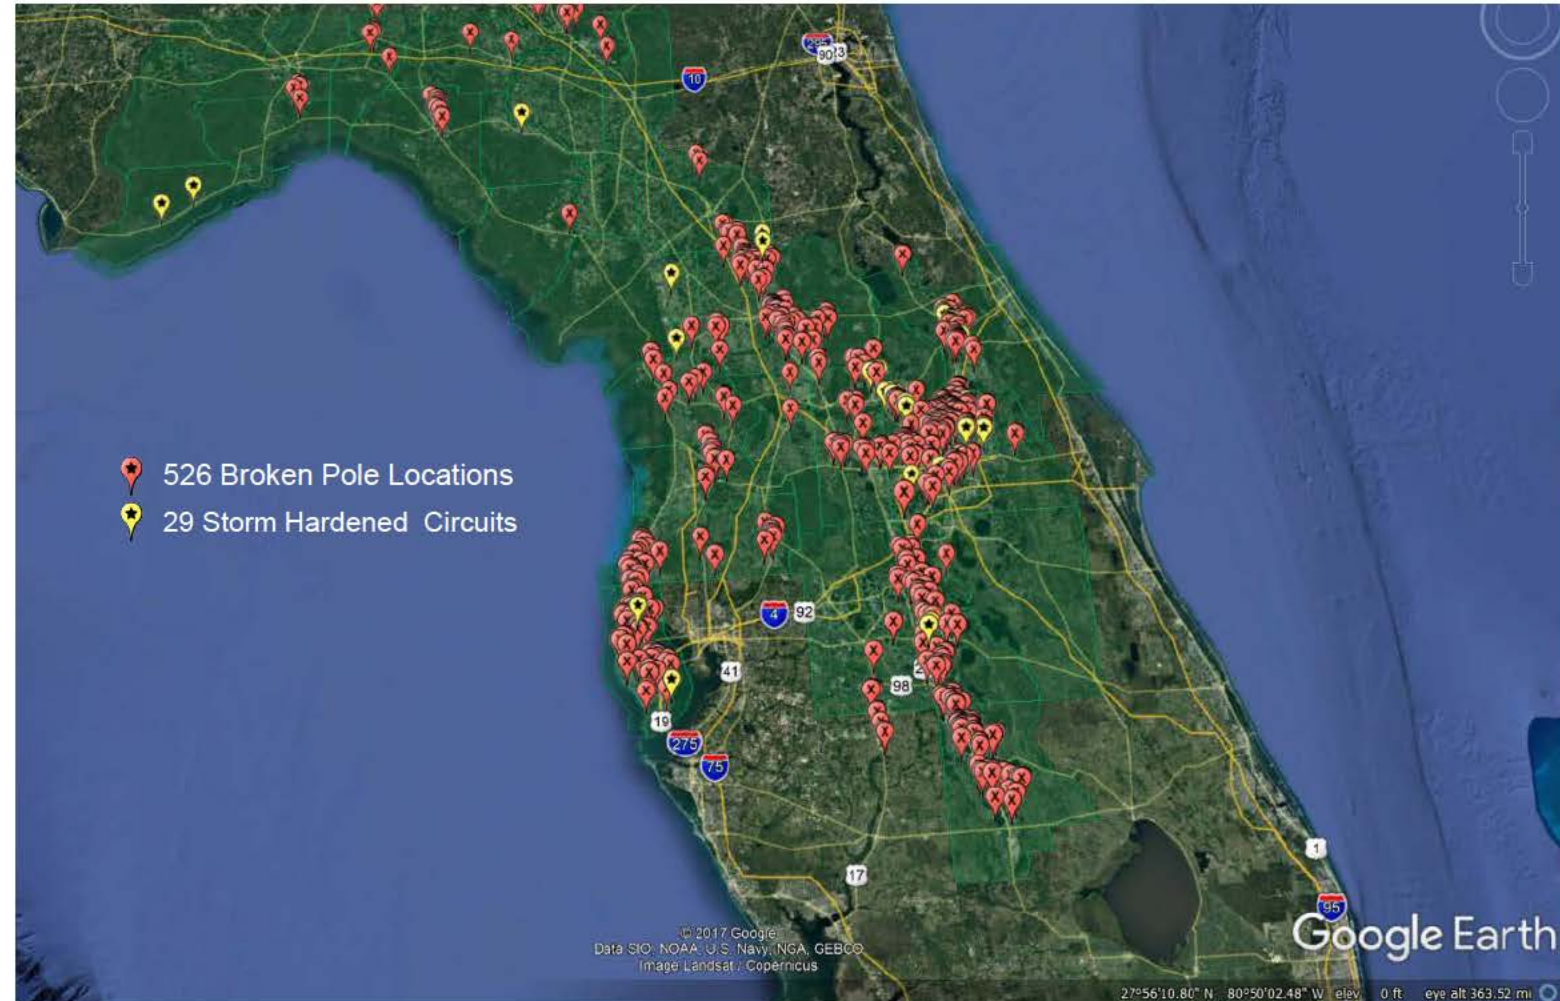 10
526 Broken Pole Locations
29 Storm Hardened  Circuits
4
92
41
98
19
275
75
17
1
95
© 2017 Google
Data SIO, NOAA, U.S. Navy, NGA, GEBCO
Image Landsat / Copernicus
Google Earth
27°56'10.80" N  80°50'02.48" W  elev  0 ft  eye alt 363.52 mi